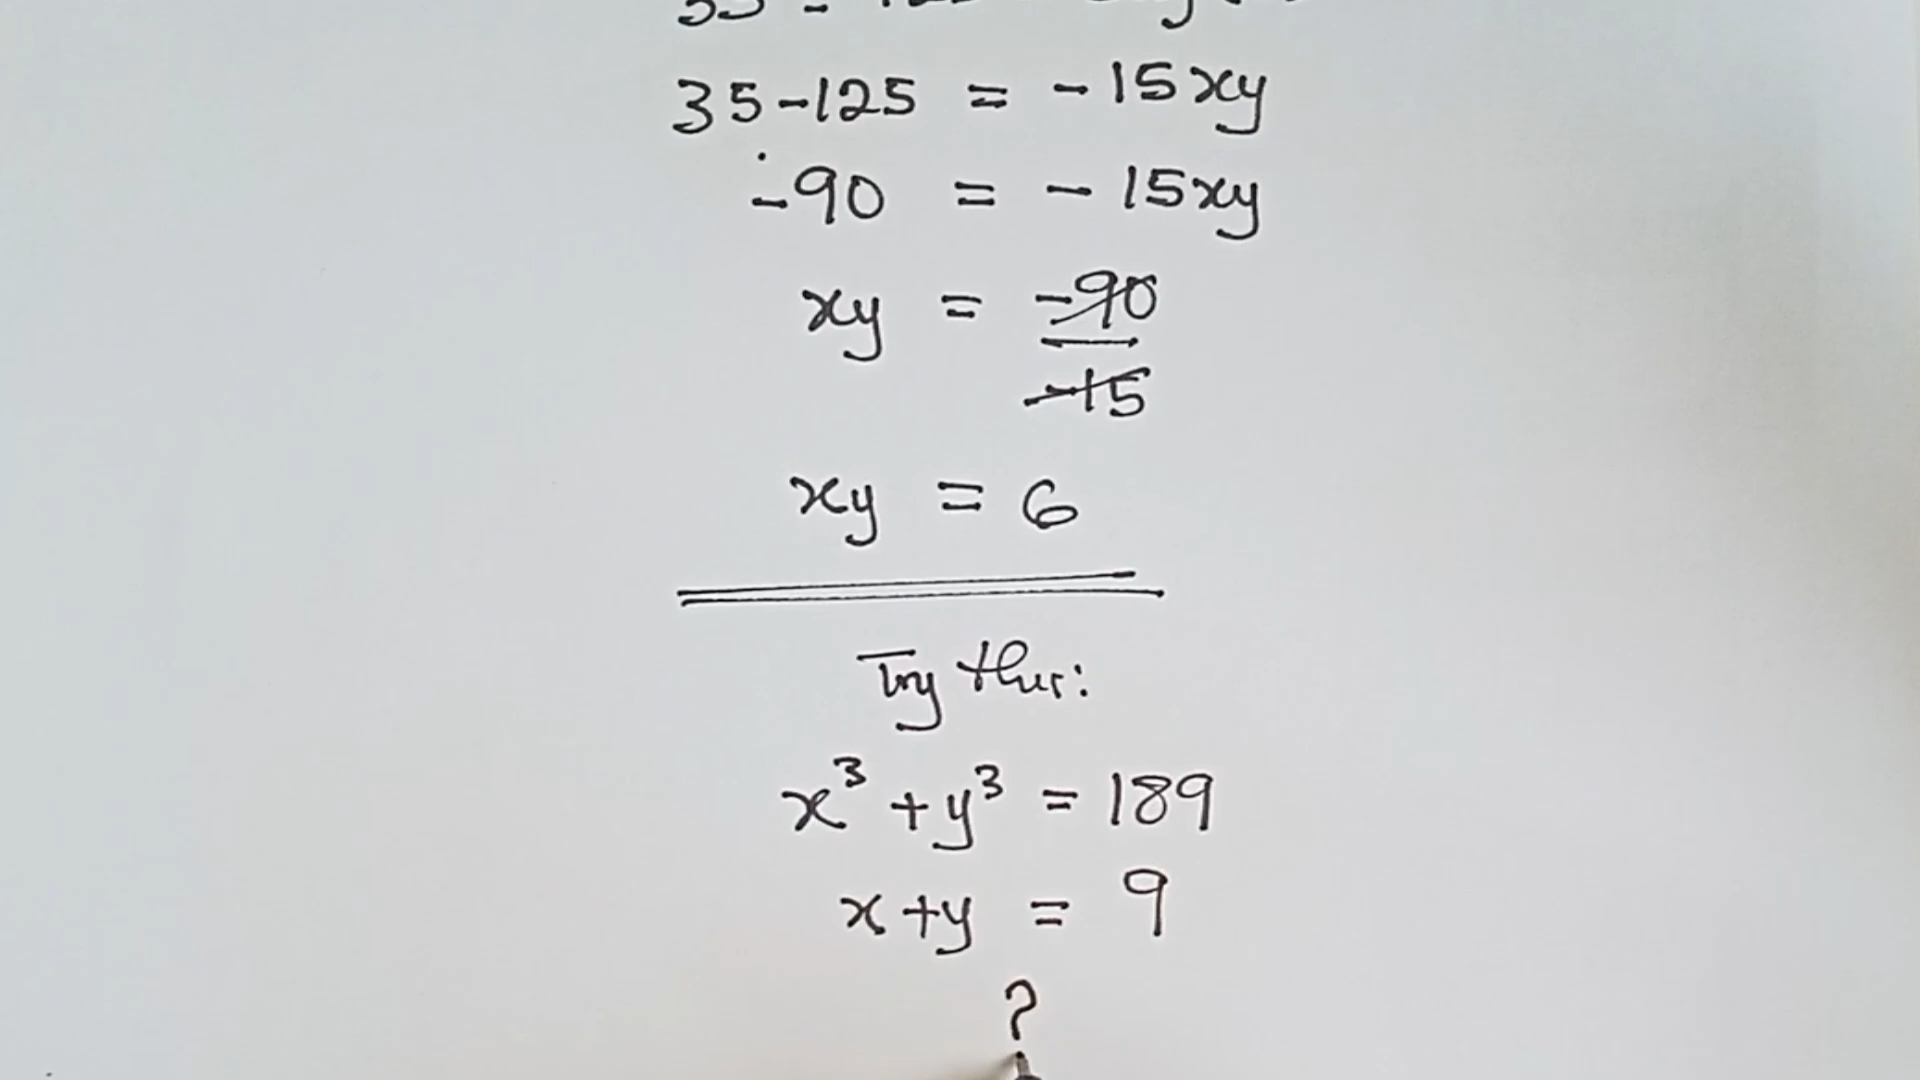 35-125 = -15xy
-90 = -15xy
xy = -90
-15
xy = 6
Try this:
x³ + y³ = 189
x + y = 9
?